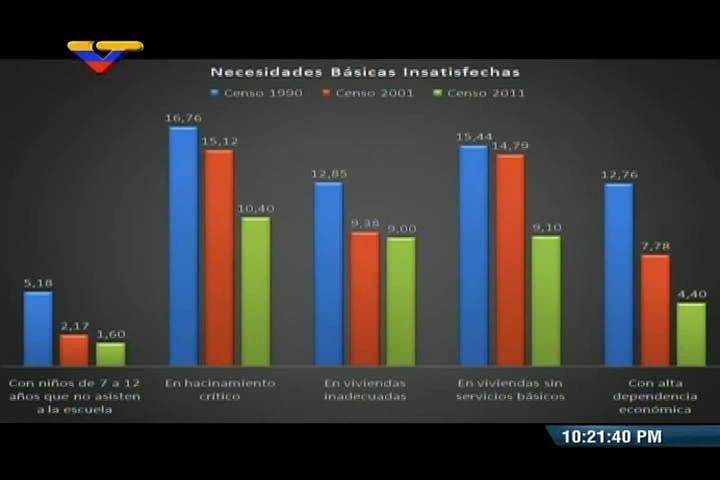 Necesidades Básicas Insatisfechas
Censo 1990 Censo 2001 Censo 2011
5,18 2,17 1,60
16,76 15,12 10,40
12,85 9,38 9,00
15,44 14,79 9,10
12,76 7,78 4,40
Con niños de 7 a 12
años que no asisten
a la escuela
En hacinamiento
crítico
En viviendas
inadecuadas
En viviendas sin
servicios básicos
Con alta
dependencia
económica
10:21:40 PM